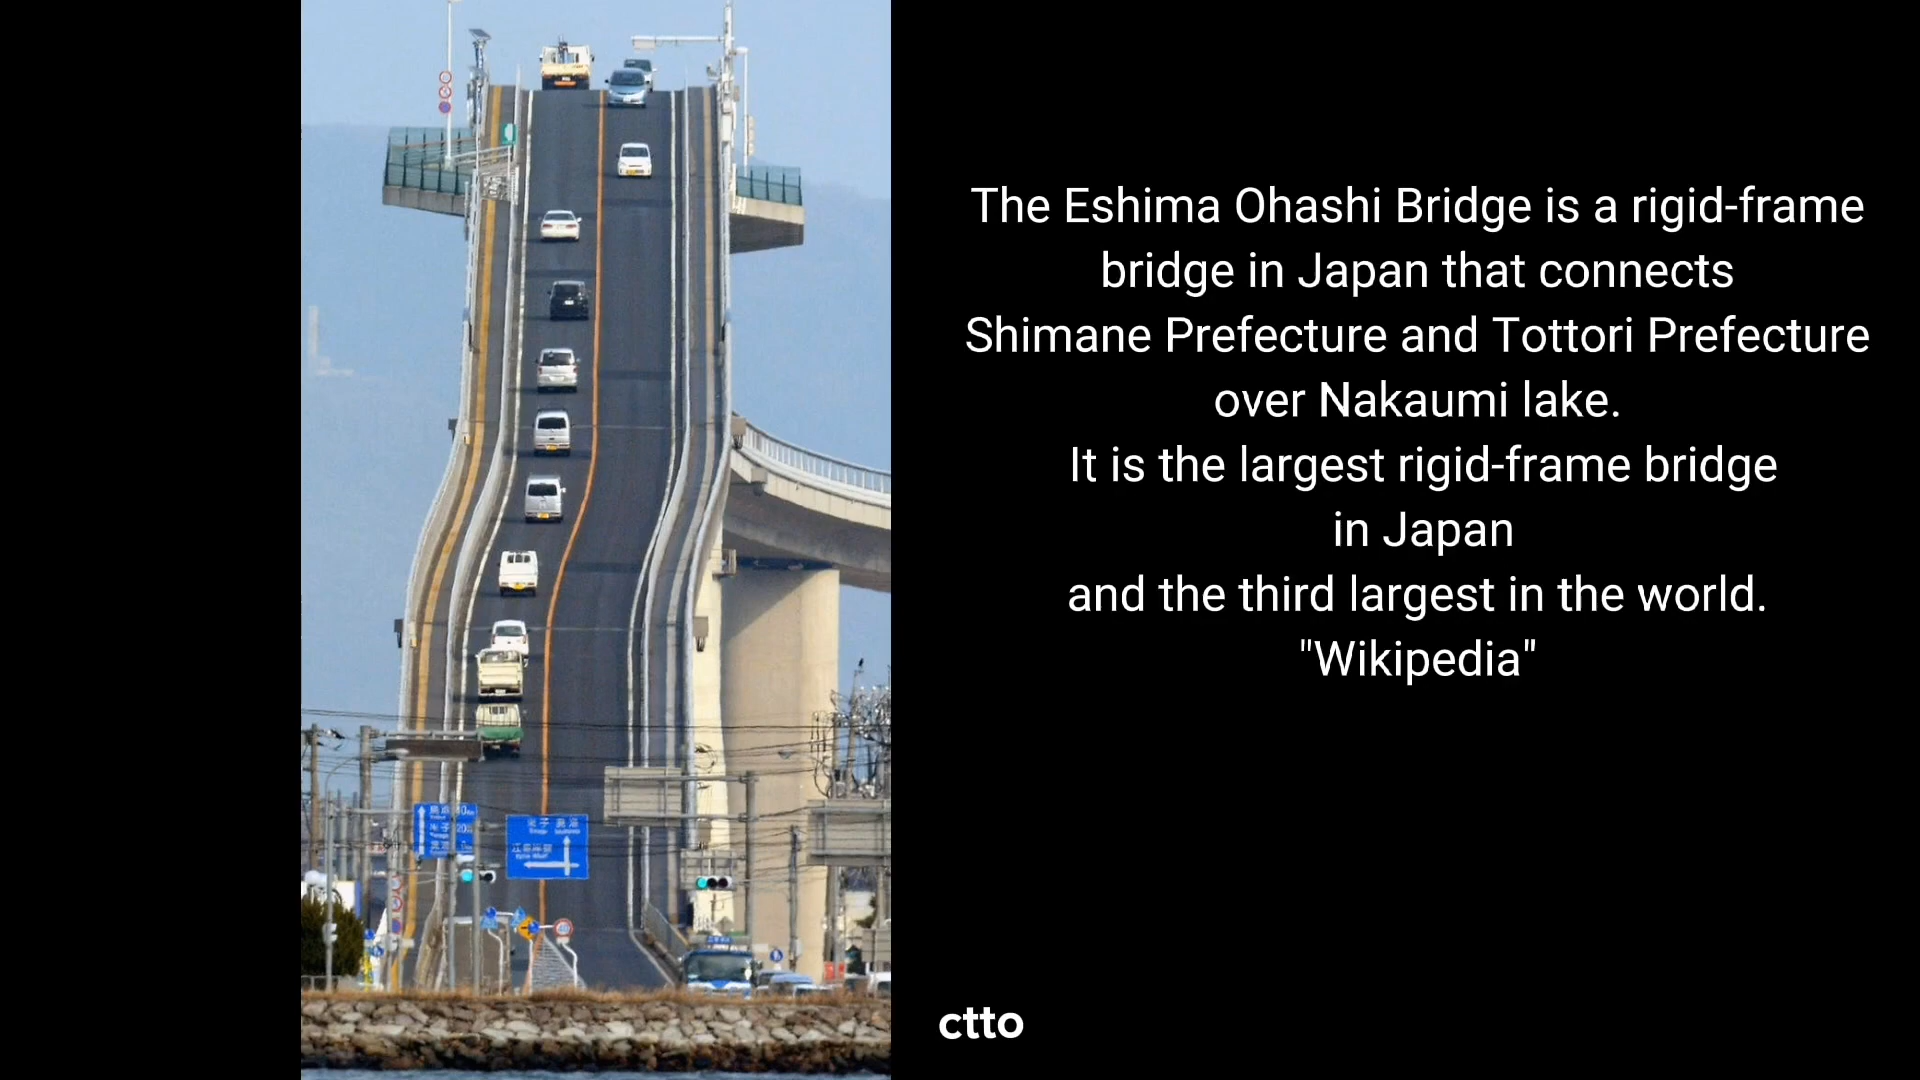 The Eshima Ohashi Bridge is a rigid-frame
bridge in Japan that connects
Shimane Prefecture and Tottori Prefecture
over Nakaumi lake.
It is the largest rigid-frame bridge
in Japan
and the third largest in the world.
"Wikipedia"
ctto